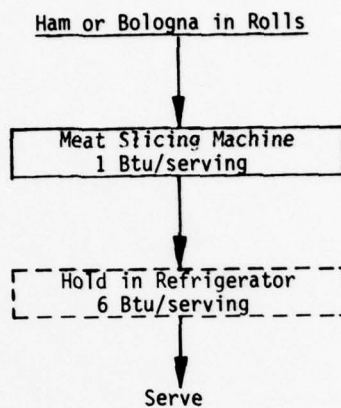 Ham or Bologna in Rolls
Meat Slicing Machine
1 Btu/serving
Hold in Refrigerator
6 Btu/serving
Serve